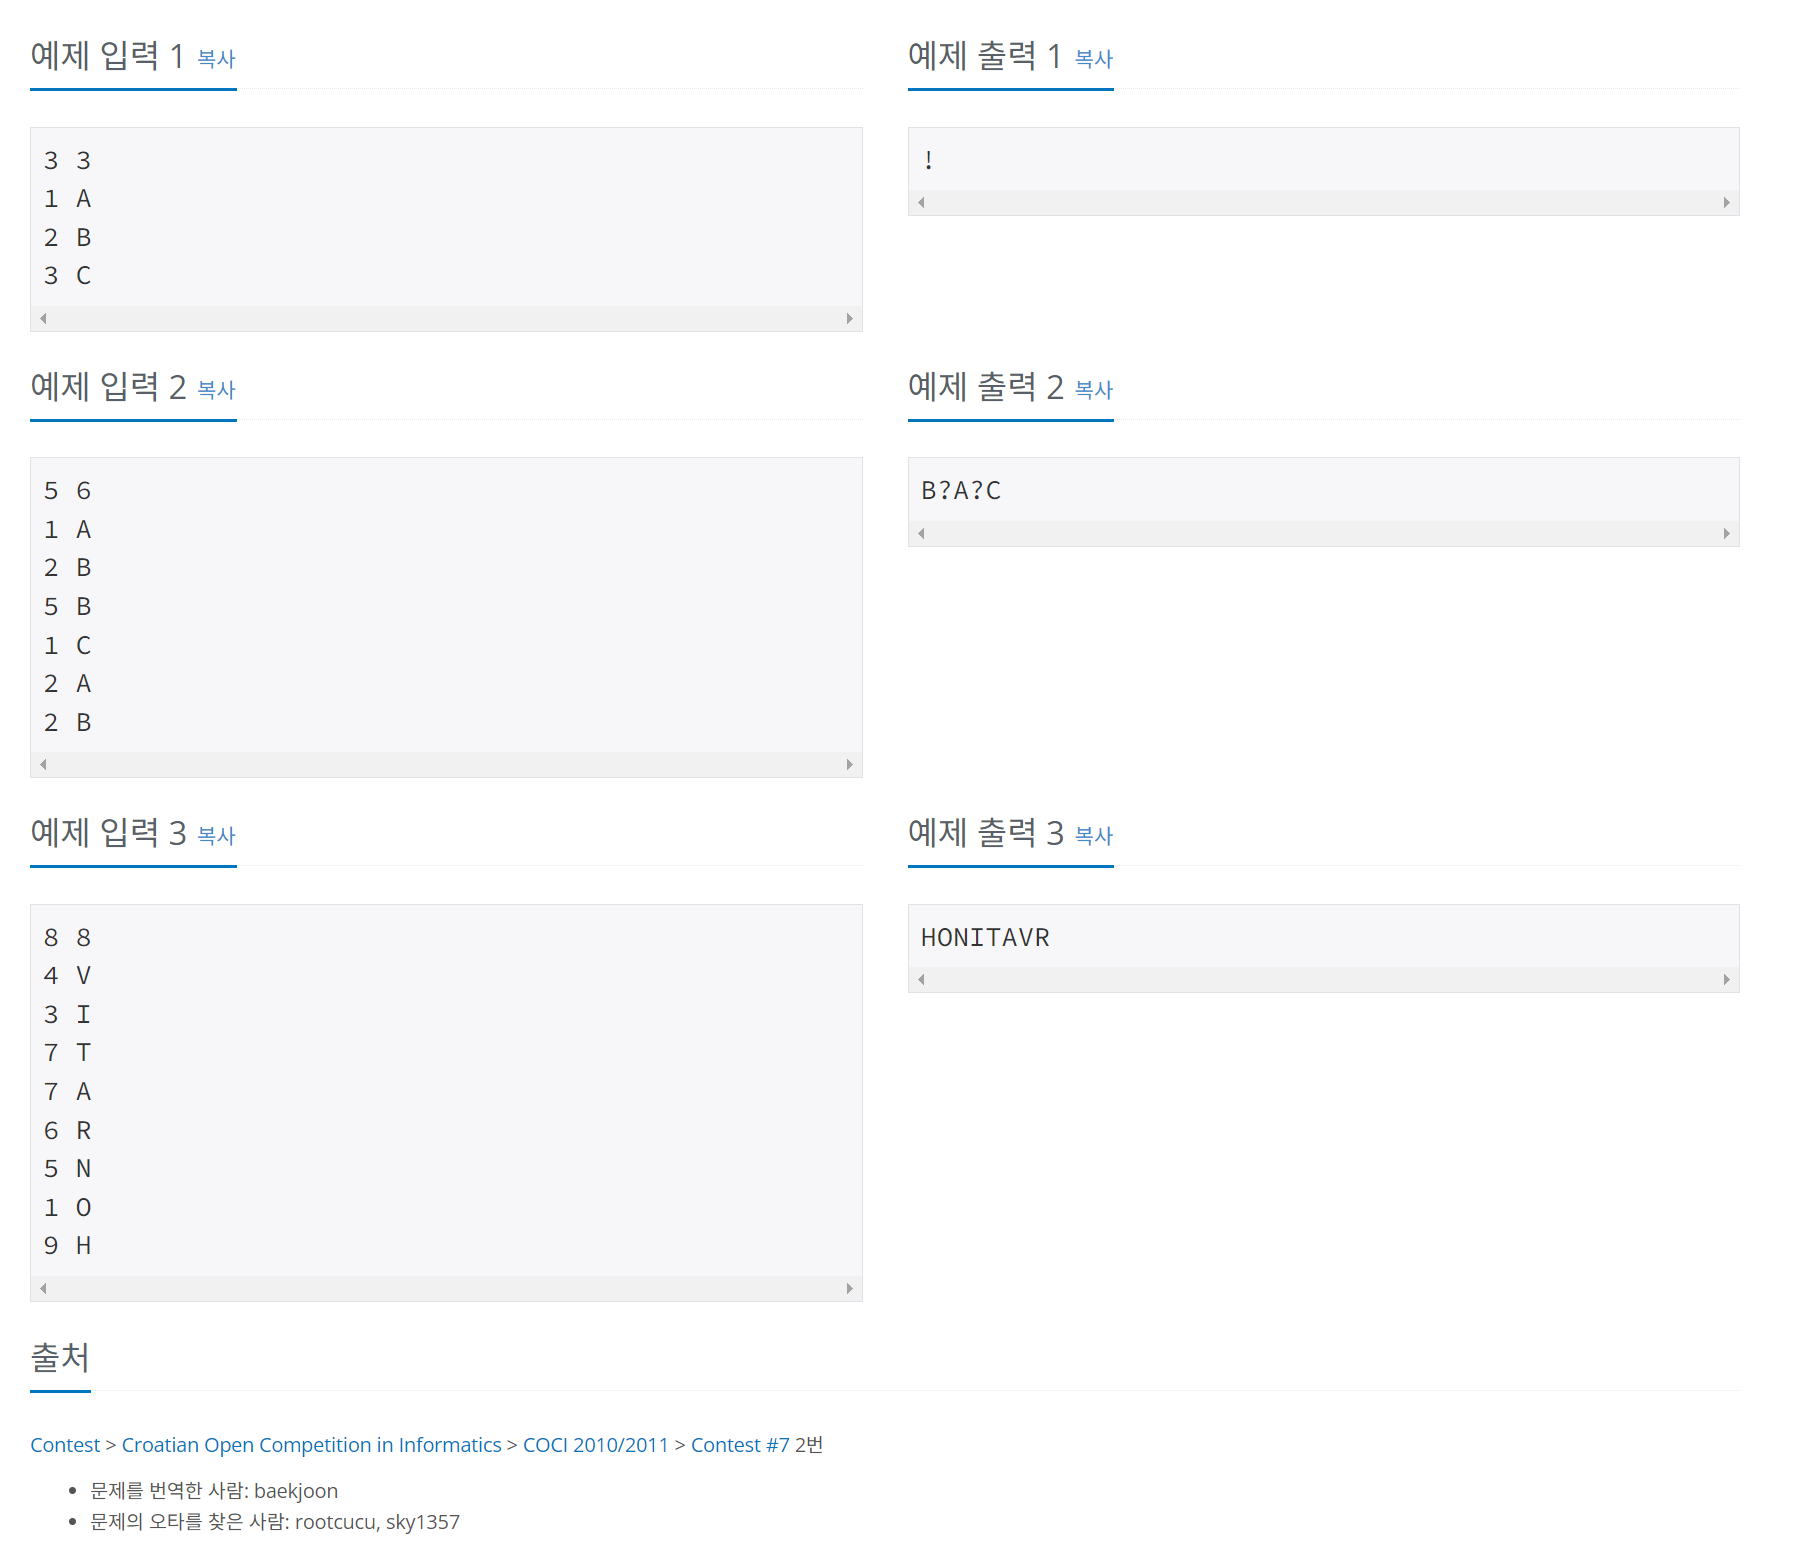 예제 입력 1 복사
3 3
1 A
2 B
3 C
예제 출력 1 복사
!
예제 입력 2 복사
5 6
1 A
2 B
5 B
1 C
2 A
2 B
예제 출력 2 복사
B?A?C
예제 입력 3 복사
8 8
4 V
3 I
7 T
7 A
6 R
5 N
1 O
9 H
예제 출력 3 복사
HONITAVR
출처
Contest > Croatian Open Competition in Informatics > COCI 2010/2011 > Contest #7 2번
• 문제를 번역한 사람: baekjoon
• 문제의 오타를 찾은 사람: rootcucu, sky1357